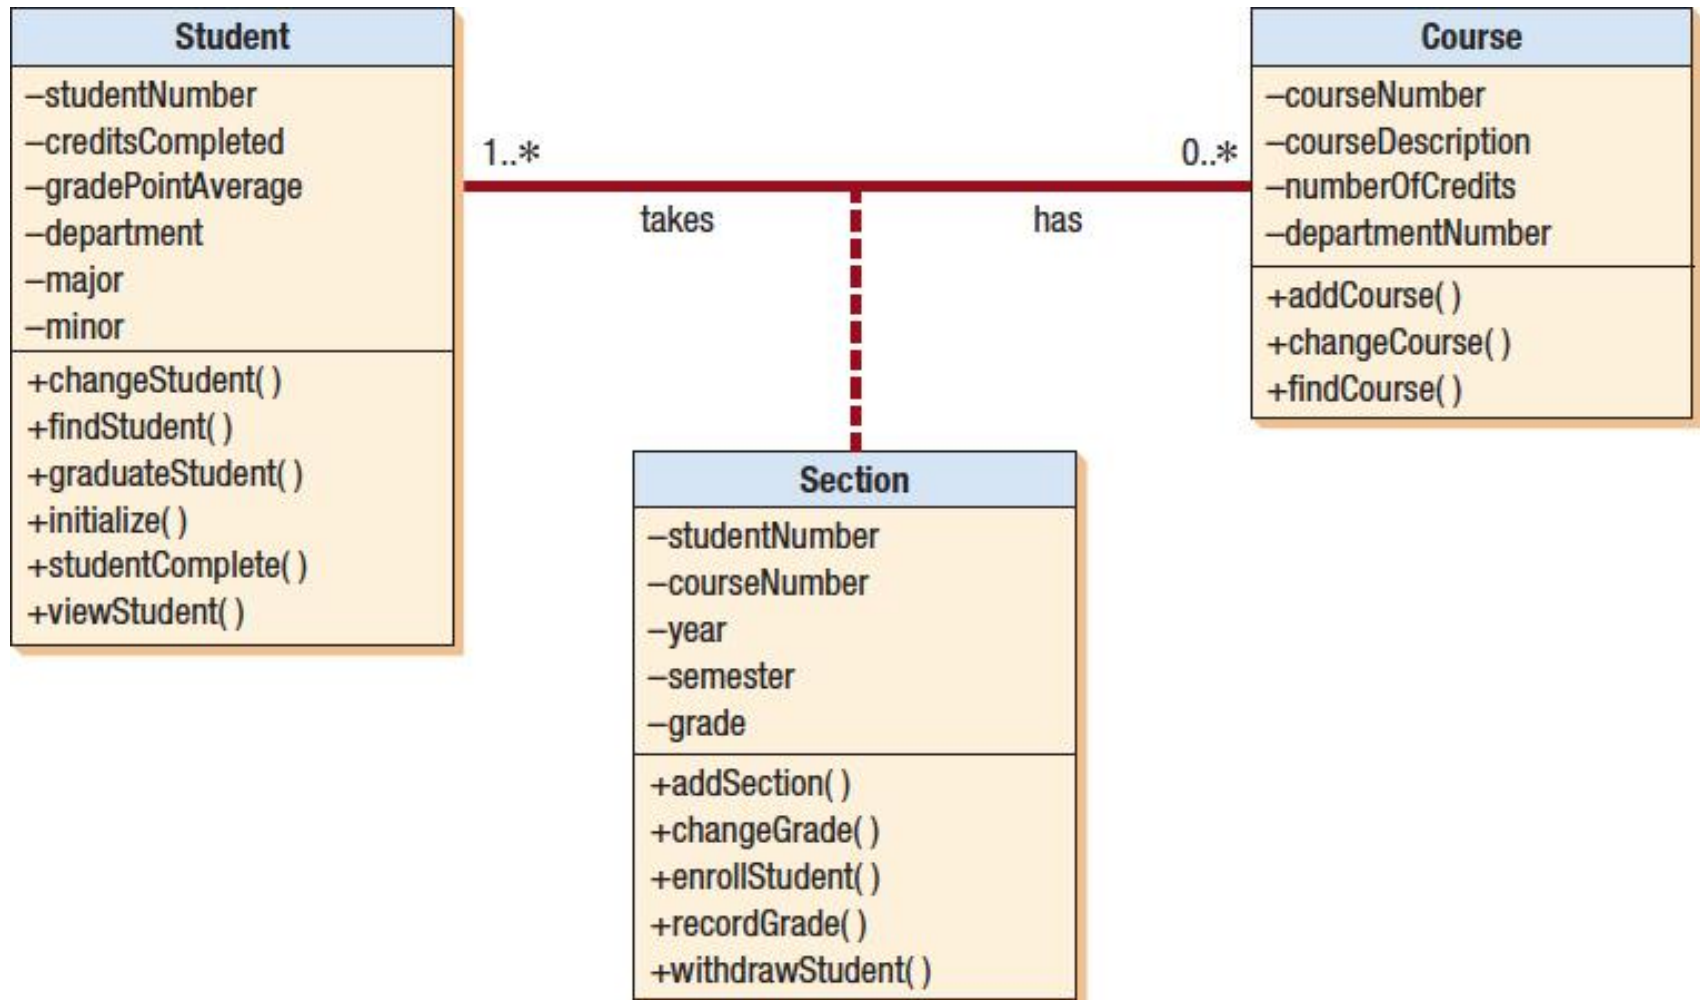 Student
–studentNumber
–creditsCompleted
–gradePointAverage
–department
–major
–minor
+changeStudent( )
+findStudent( )
+graduateStudent( )
+initialize( )
+studentComplete( )
+viewStudent( )
1..*
0..*
takes
has
Course
–courseNumber
–courseDescription
–numberOfCredits
–departmentNumber
+addCourse( )
+changeCourse( )
+findCourse( )
Section
–studentNumber
–courseNumber
–year
–semester
–grade
+addSection( )
+changeGrade( )
+enrollStudent( )
+recordGrade( )
+withdrawStudent( )